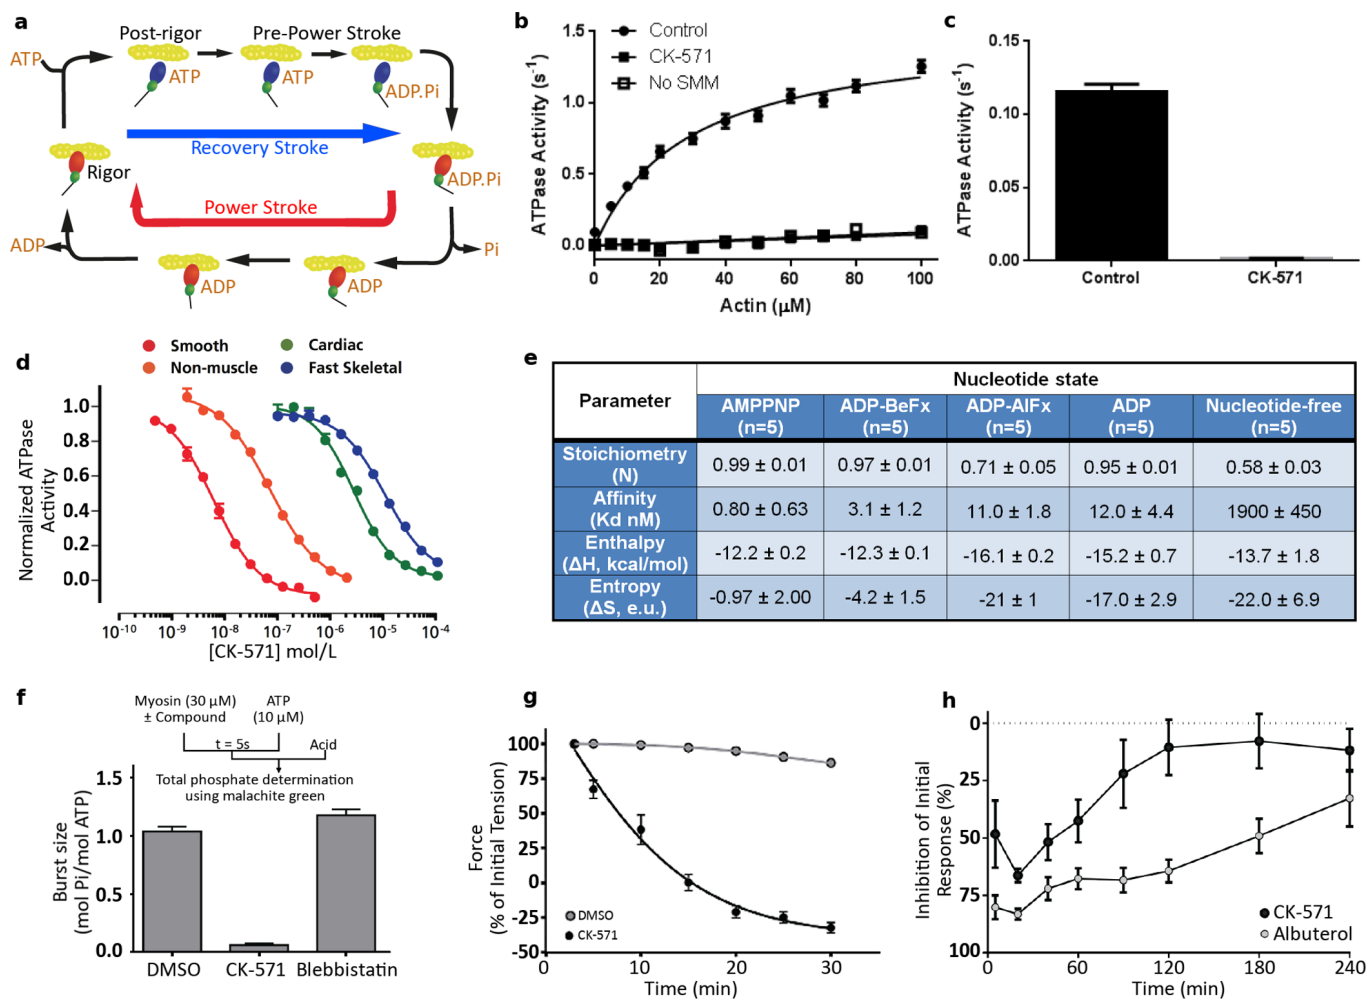 a
Post-rigor
Pre-Power Stroke
ATP
ATP
ATP
ADP.Pi
Recovery Stroke
Rigor
ADP.Pi
Power Stroke
ADP
Pi
ADP
ADP
b
Control
CK-571
No SMM
ATPase Activity (s⁻¹)
1.5
1.0
0.5
0.0
0 20 40 60 80 100
Actin (µM)
c
ATPase Activity (s⁻¹)
0.15
0.10
0.05
0.00
Control CK-571
d
Smooth
Cardiac
Non-muscle
Fast Skeletal
Normalized ATPase
Activity
1.0
0.8
0.6
0.4
0.2
0.0
10⁻¹⁰ 10⁻⁹ 10⁻⁸ 10⁻⁷ 10⁻⁶ 10⁻⁵ 10⁻⁴
[CK-571] mol/L
e
Parameter
Nucleotide state
AMPPNP (n=5)
ADP-BeFx (n=5)
ADP-AlFx (n=5)
ADP (n=5)
Nucleotide-free (n=5)
Stoichiometry (N) 0.99 ± 0.01 0.97 ± 0.01 0.71 ± 0.05 0.95 ± 0.01 0.58 ± 0.03
Affinity (Kd nM) 0.80 ± 0.63 3.1 ± 1.2 11.0 ± 1.8 12.0 ± 4.4 1900 ± 450
Enthalpy (ΔH, kcal/mol) -12.2 ± 0.2 -12.3 ± 0.1 -16.1 ± 0.2 -15.2 ± 0.7 -13.7 ± 1.8
Entropy (ΔS, e.u.) -0.97 ± 2.00 -4.2 ± 1.5 -21 ± 1 -17.0 ± 2.9 -22.0 ± 6.9
f
Myosin (30 µM)
± Compound
ATP
(10 µM)
t = 5s
Acid
Total phosphate determination
using malachite green
Burst size
(mol Pi/mol ATP)
1.5
1.0
0.5
0.0
DMSO CK-571 Blebbistatin
g
Force
(% of Initial Tension)
100
75
50
25
0
-25
-50
DMSO
CK-571
0 10 20 30
Time (min)
h
Inhibition of Initial
Response (%)
0
25
50
75
100
CK-571
Albuterol
0 60 120 180 240
Time (min)